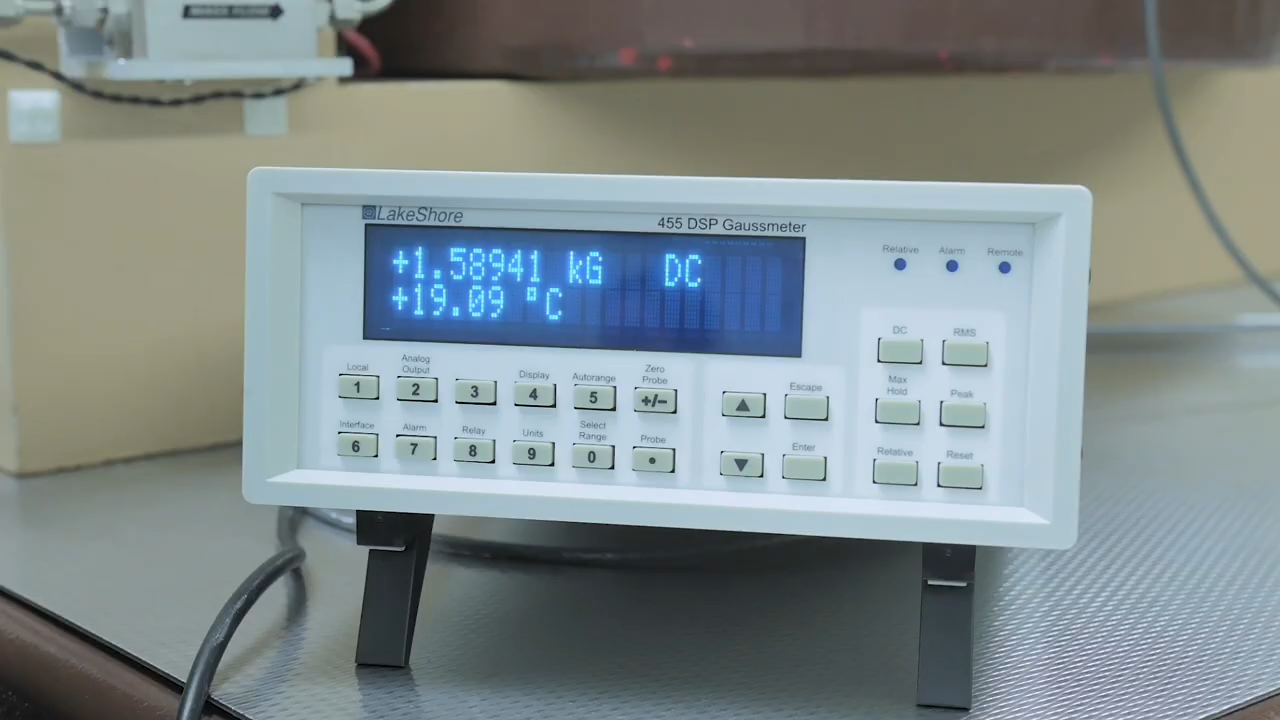 LakeShore
455 DSP Gaussmeter
+1.58941 kG DC
+19.09 °C
Relative Alarm Remote
Local
1
Analog Output
2
3
Display
4
Autorange
5
Zero Probe
+/−
▲
Escape
DC
RMS
Interface
6
Alarm
7
Relay
8
Units
9
Select Range
0
Probe
•
▼
Enter
Max Hold
Peak
Relative
Reset